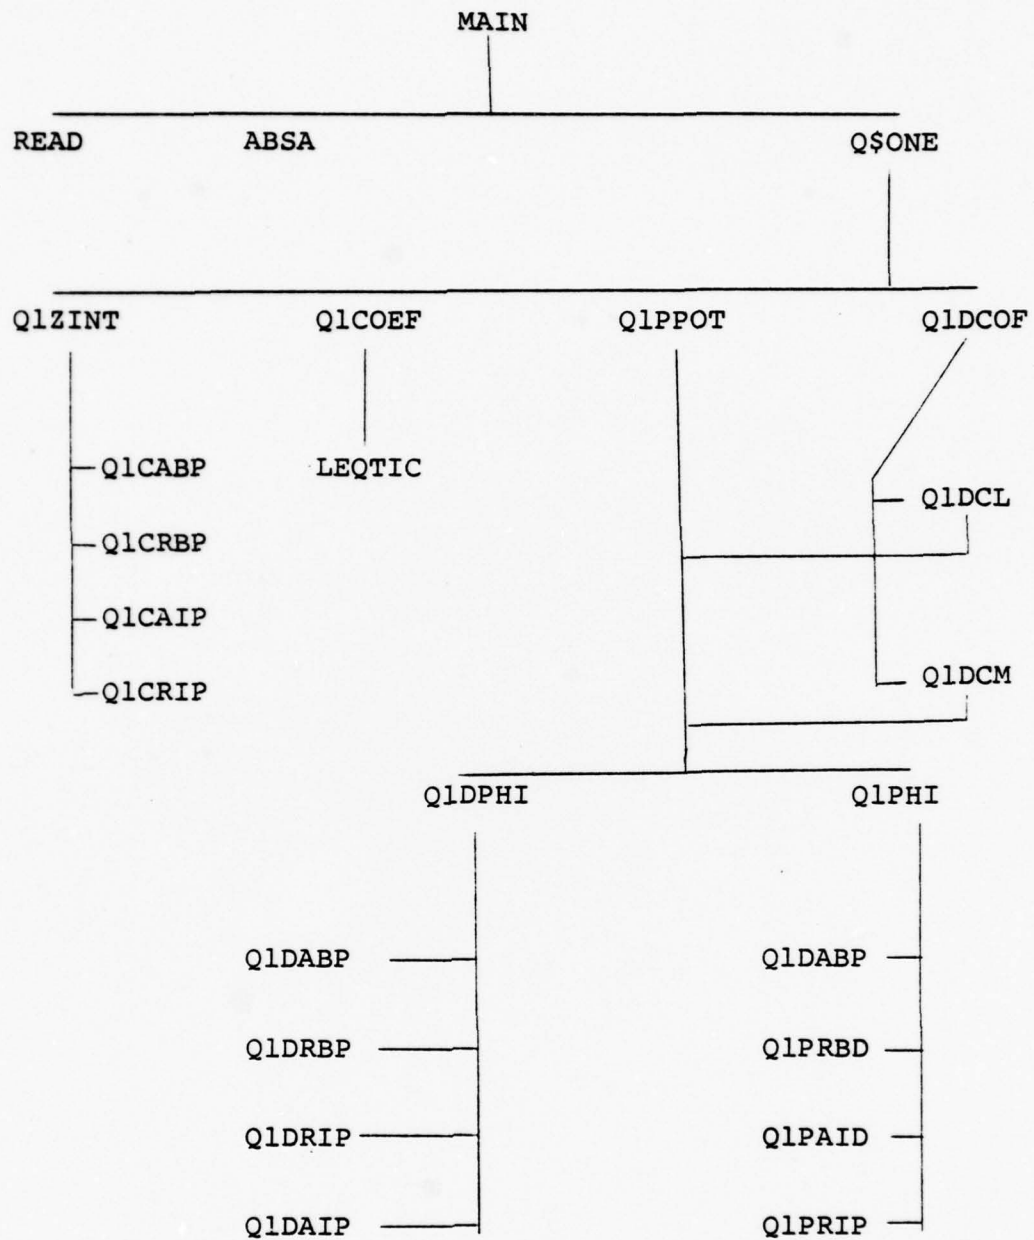 MAIN
READ ABSA Q$ONE
Q1ZINT Q1COEF Q1PPOT Q1DCOF
Q1CABP LEQTIC Q1DCL
Q1CRBP
Q1CAIP
Q1CRIP Q1DCM
Q1DPHI Q1PHI
Q1DABP Q1DABP
Q1DRBP Q1PRBD
Q1DRIP Q1PAID
Q1DAIP Q1PRIP